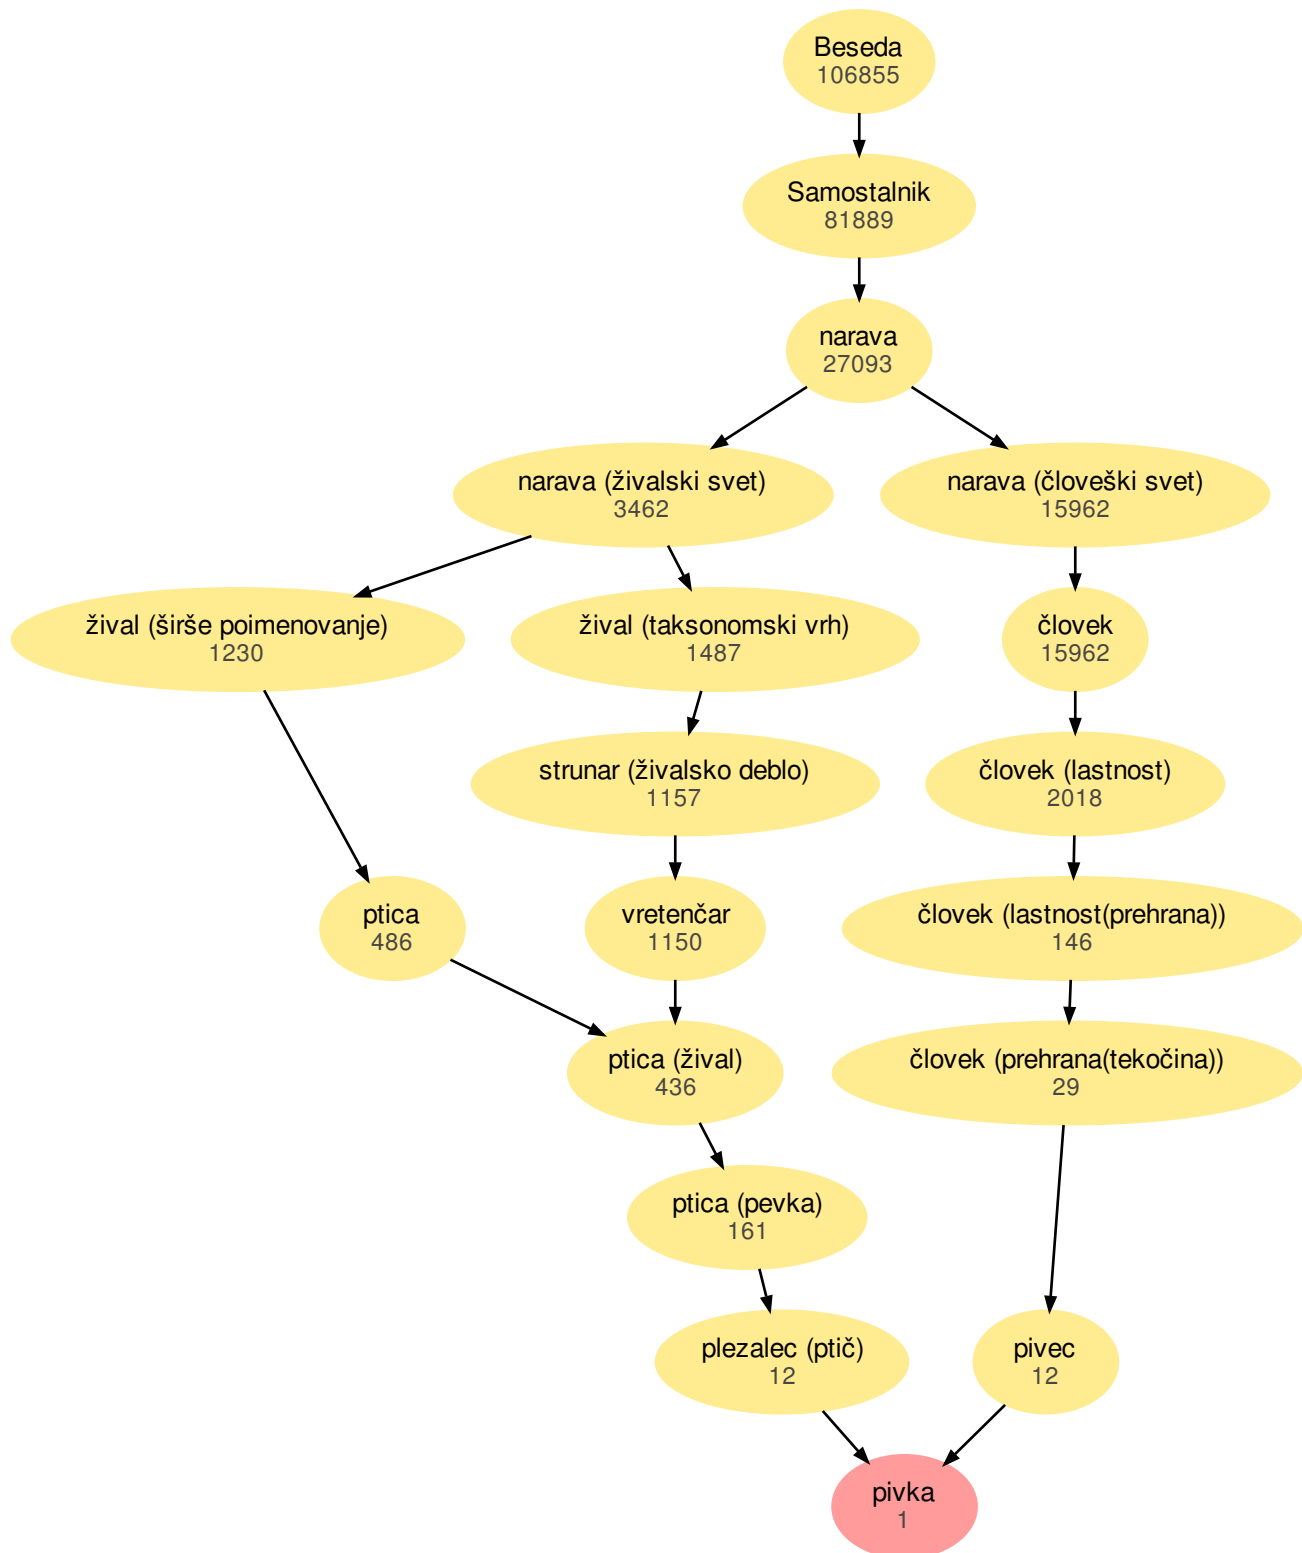 Beseda
106855
Samostalnik
81889
narava
27093
narava (živalski svet)
3462
narava (človeški svet)
15962
žival (širše poimenovanje)
1230
žival (taksonomski vrh)
1487
človek
15962
strunar (živalsko deblo)
1157
človek (lastnost)
2018
ptica
486
vretenčar
1150
človek (lastnost(prehrana))
146
ptica (žival)
436
človek (prehrana(tekočina))
29
ptica (pevka)
161
plezalec (ptič)
12
pivec
12
pivka
1